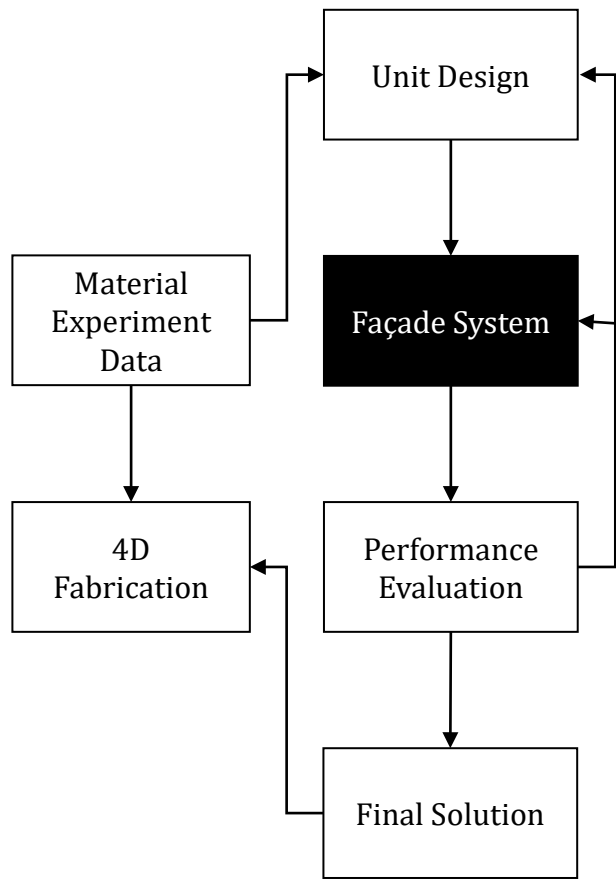 Unit Design
Material
Experiment
Data
Façade System
4D
Fabrication
Performance
Evaluation
Final Solution